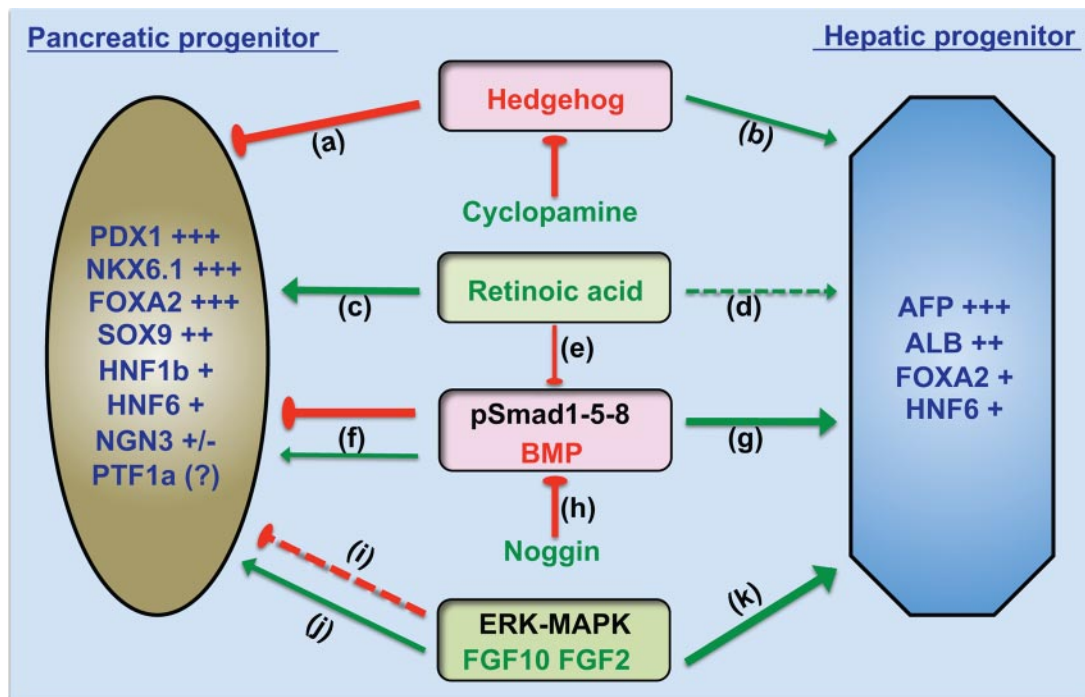 Pancreatic progenitor
Hepatic progenitor
Hedgehog
(a)
(b)
Cyclopamine
PDX1 +++
NKX6.1 +++
FOXA2 +++
SOX9 ++
HNF1b +
HNF6 +
NGN3 +/-
PTF1a (?)
Retinoic acid
(c)
(d)
(e)
AFP +++
ALB ++
FOXA2 +
HNF6 +
pSmad1-5-8
BMP
(f)
(g)
(h)
Noggin
(i)
(j)
(k)
ERK-MAPK
FGF10 FGF2